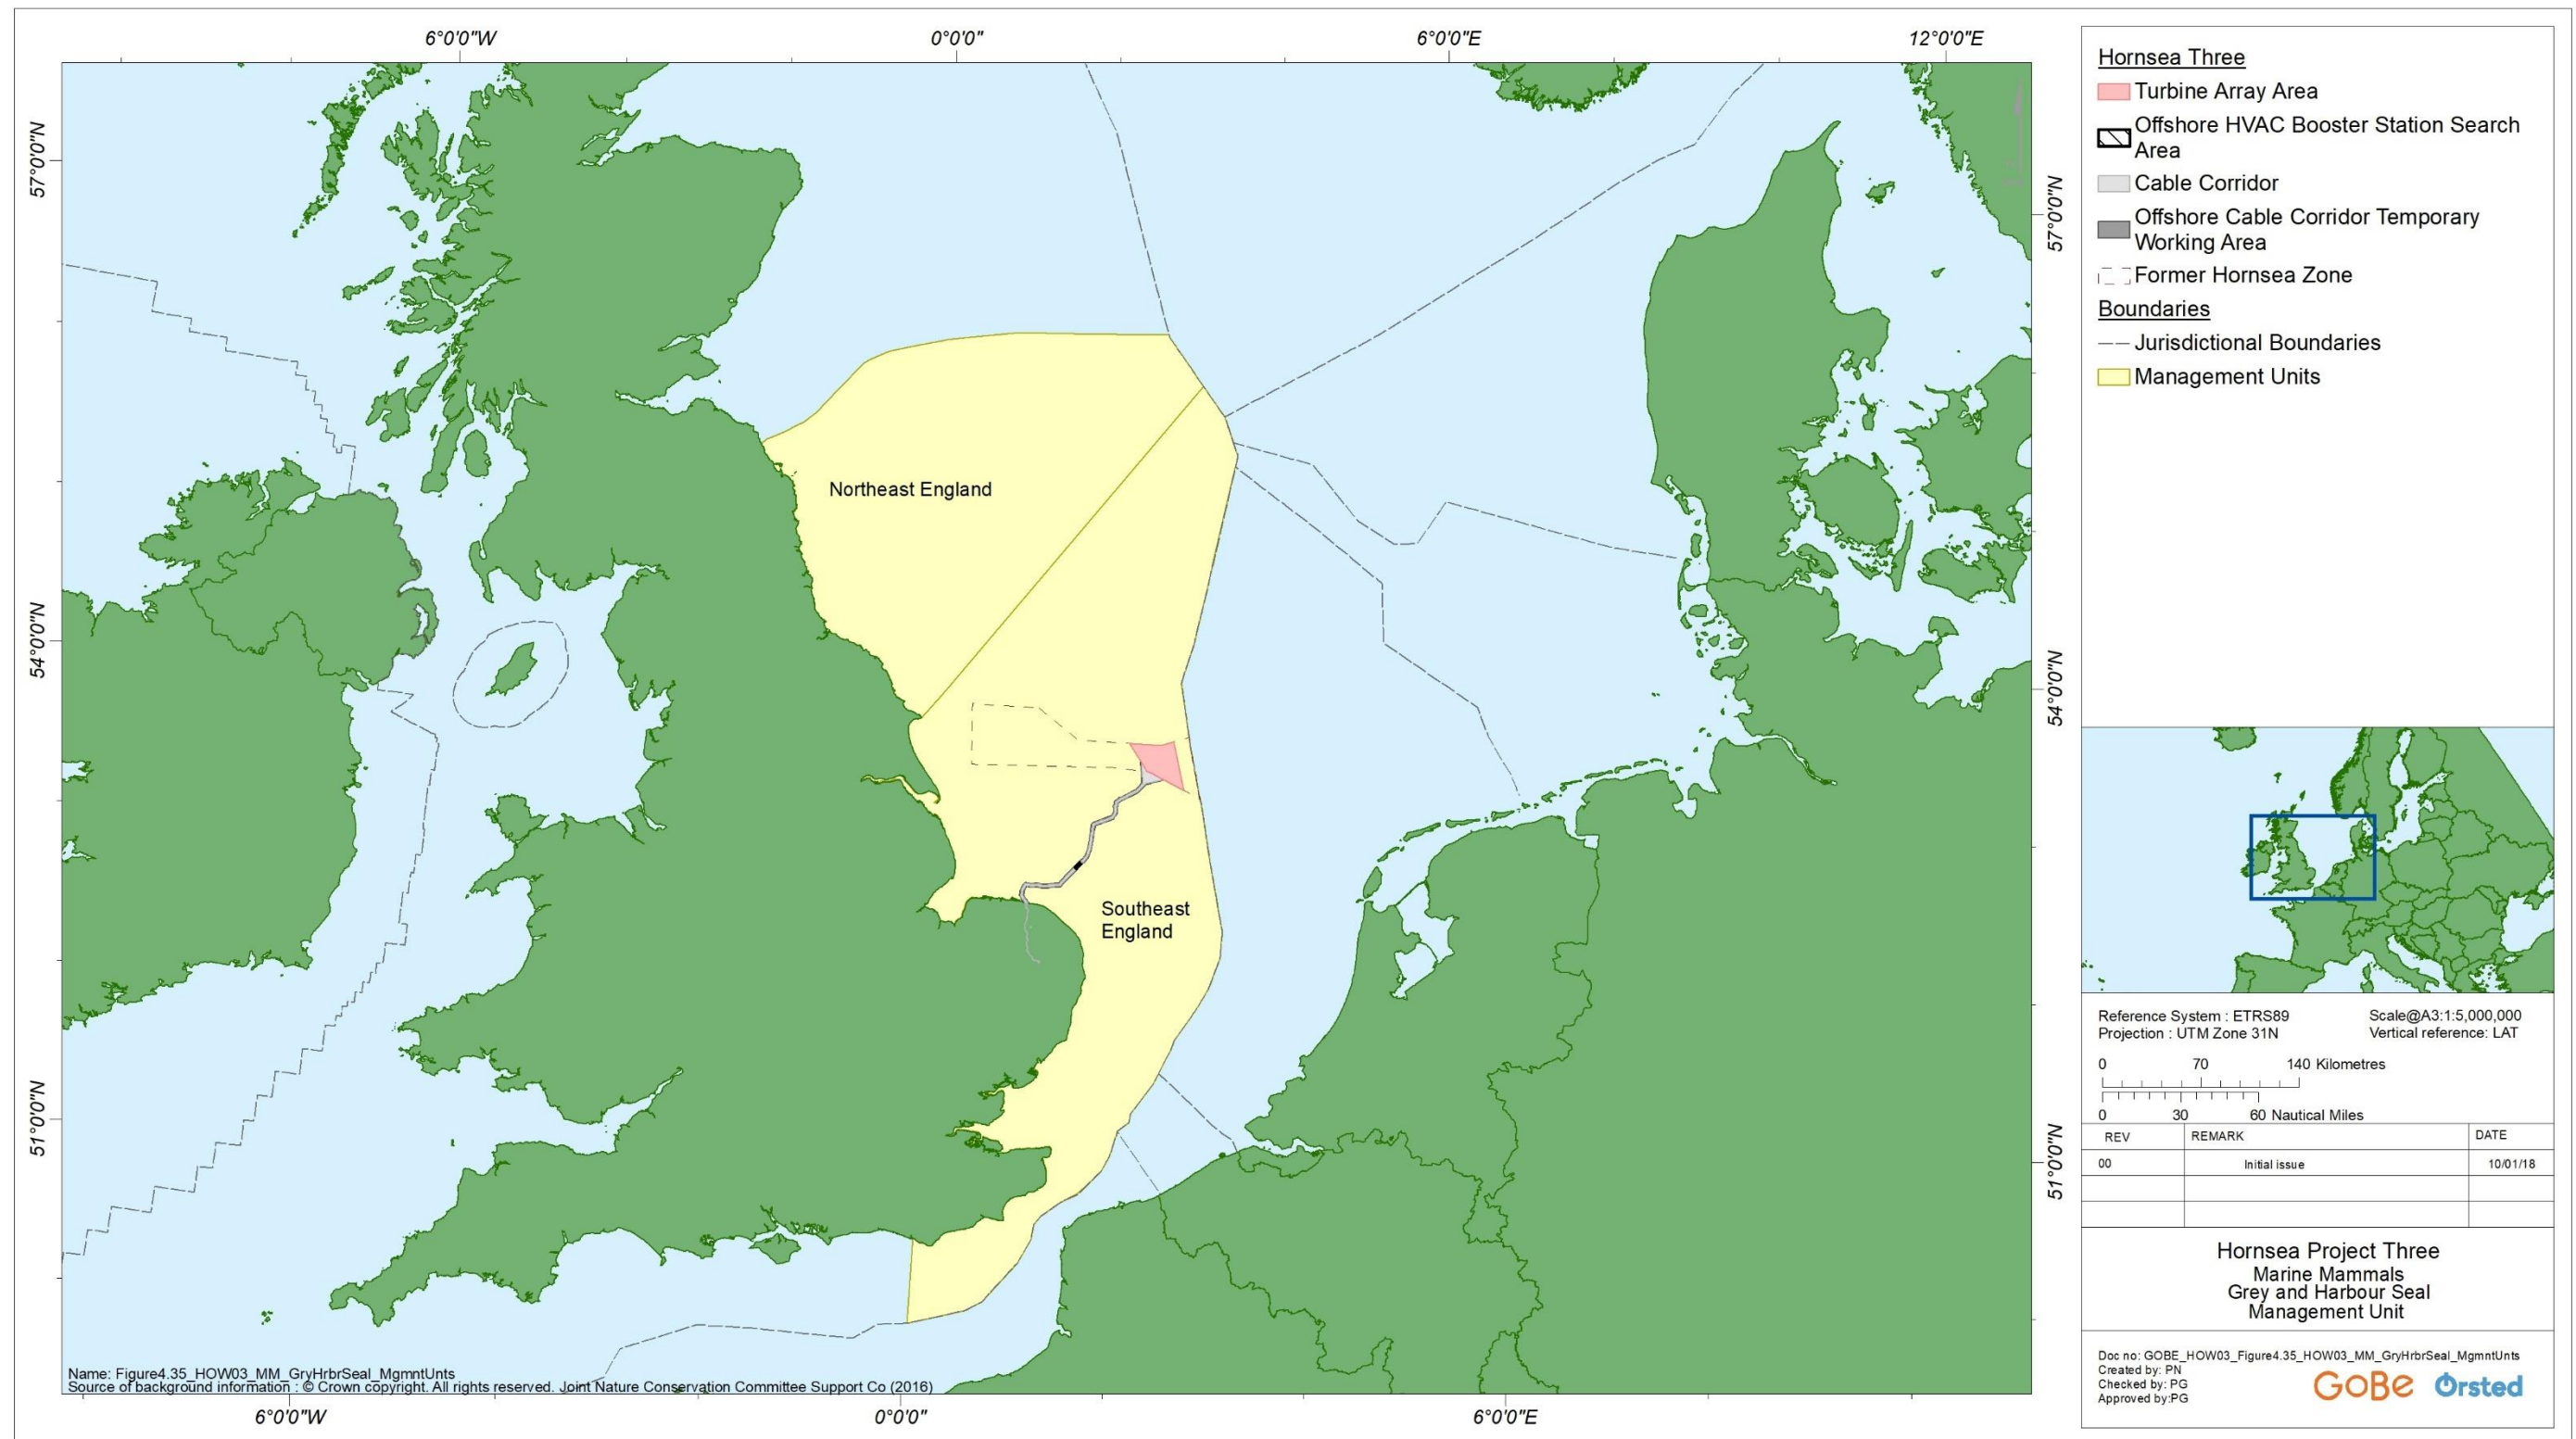 6°0'0"W
0°0'0"
6°0'0"E
12°0'0"E
57°0'0"N
54°0'0"N
51°0'0"N
57°0'0"N
54°0'0"N
51°0'0"N
6°0'0"W
0°0'0"
6°0'0"E
Northeast England
Southeast
England
Name: Figure4.35_HOW03_MM_GryHrbrSeal_MgmntUnts
Source of background information : © Crown copyright. All rights reserved. Joint Nature Conservation Committee Support Co (2016)
Hornsea Three
Turbine Array Area
Offshore HVAC Booster Station Search
Area
Cable Corridor
Offshore Cable Corridor Temporary
Working Area
Former Hornsea Zone
Boundaries
Jurisdictional Boundaries
Management Units
Reference System : ETRS89 Scale@A3:1:5,000,000
Projection : UTM Zone 31N Vertical reference: LAT
0 70 140 Kilometres
0 30 60 Nautical Miles
REV REMARK DATE
00 Initial issue 10/01/18
Hornsea Project Three
Marine Mammals
Grey and Harbour Seal
Management Unit
Doc no: GOBE_HOW03_Figure4.35_HOW03_MM_GryHrbrSeal_MgmntUnts
Created by: PN
Checked by: PG
Approved by:PG
GoBe Orsted